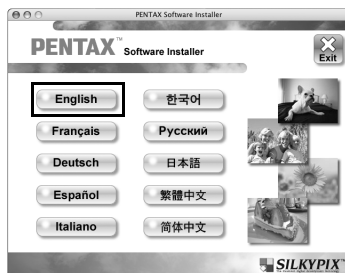 PENTAX Software Installer
PENTAX™ Software Installer
Exit
English
한국어
Français
Русский
Deutsch
日本語
Español
繁體中文
Italiano
简体中文
SILKYPIX